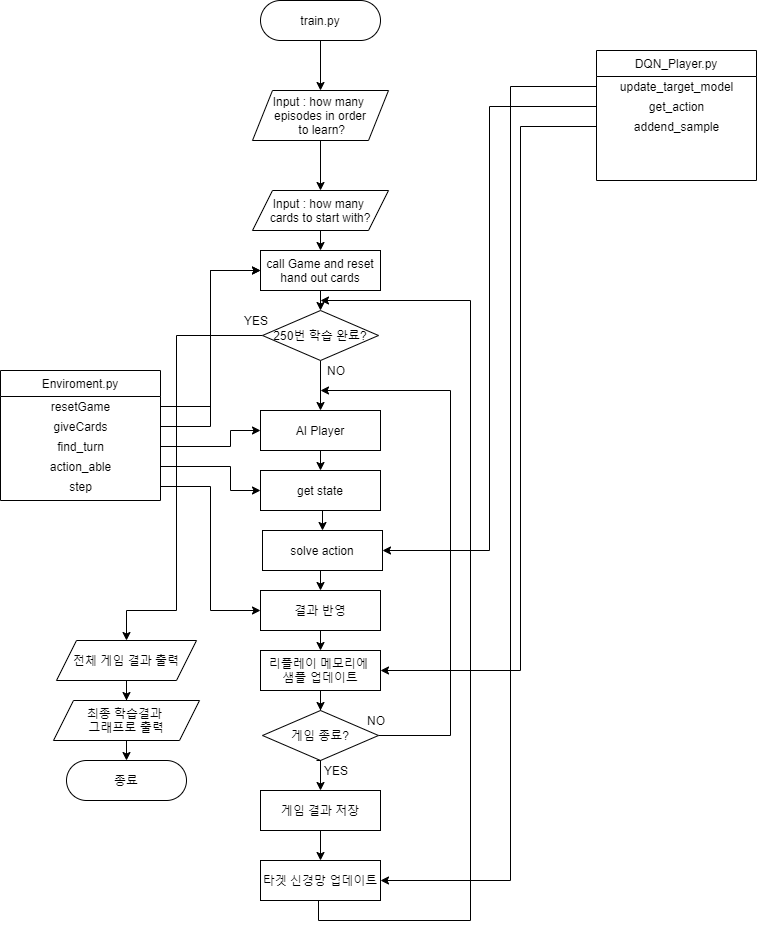 train.py
DQN_Player.py
update_target_model
get_action
addend_sample
Input : how many
episodes in order
to learn?
Input : how many
cards to start with?
call Game and reset
hand out cards
YES
250번 학습 완료?
NO
Enviroment.py
resetGame
giveCards
find_turn
action_able
step
AI Player
get state
solve action
결과 반영
리플레이 메모리에
샘플 업데이트
전체 게임 결과 출력
최종 학습결과
그래프로 출력
종료
게임 종료?
NO
YES
게임 결과 저장
타겟 신경망 업데이트